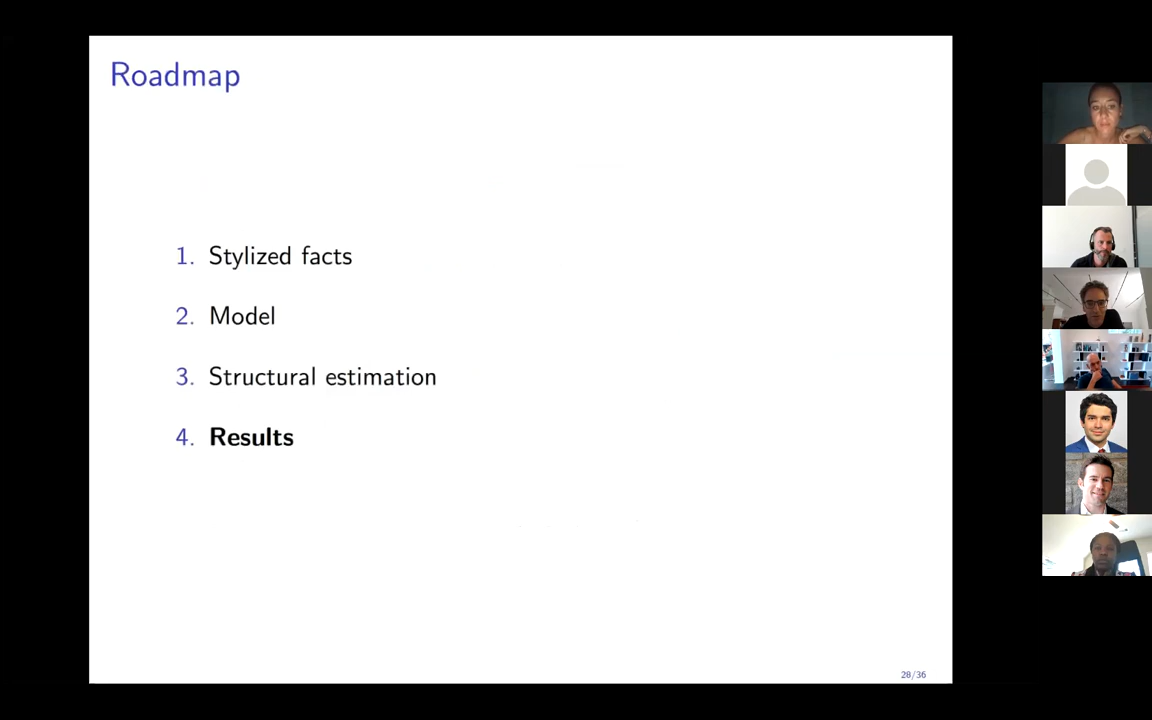 Roadmap
1. Stylized facts
2. Model
3. Structural estimation
4. Results
28/36